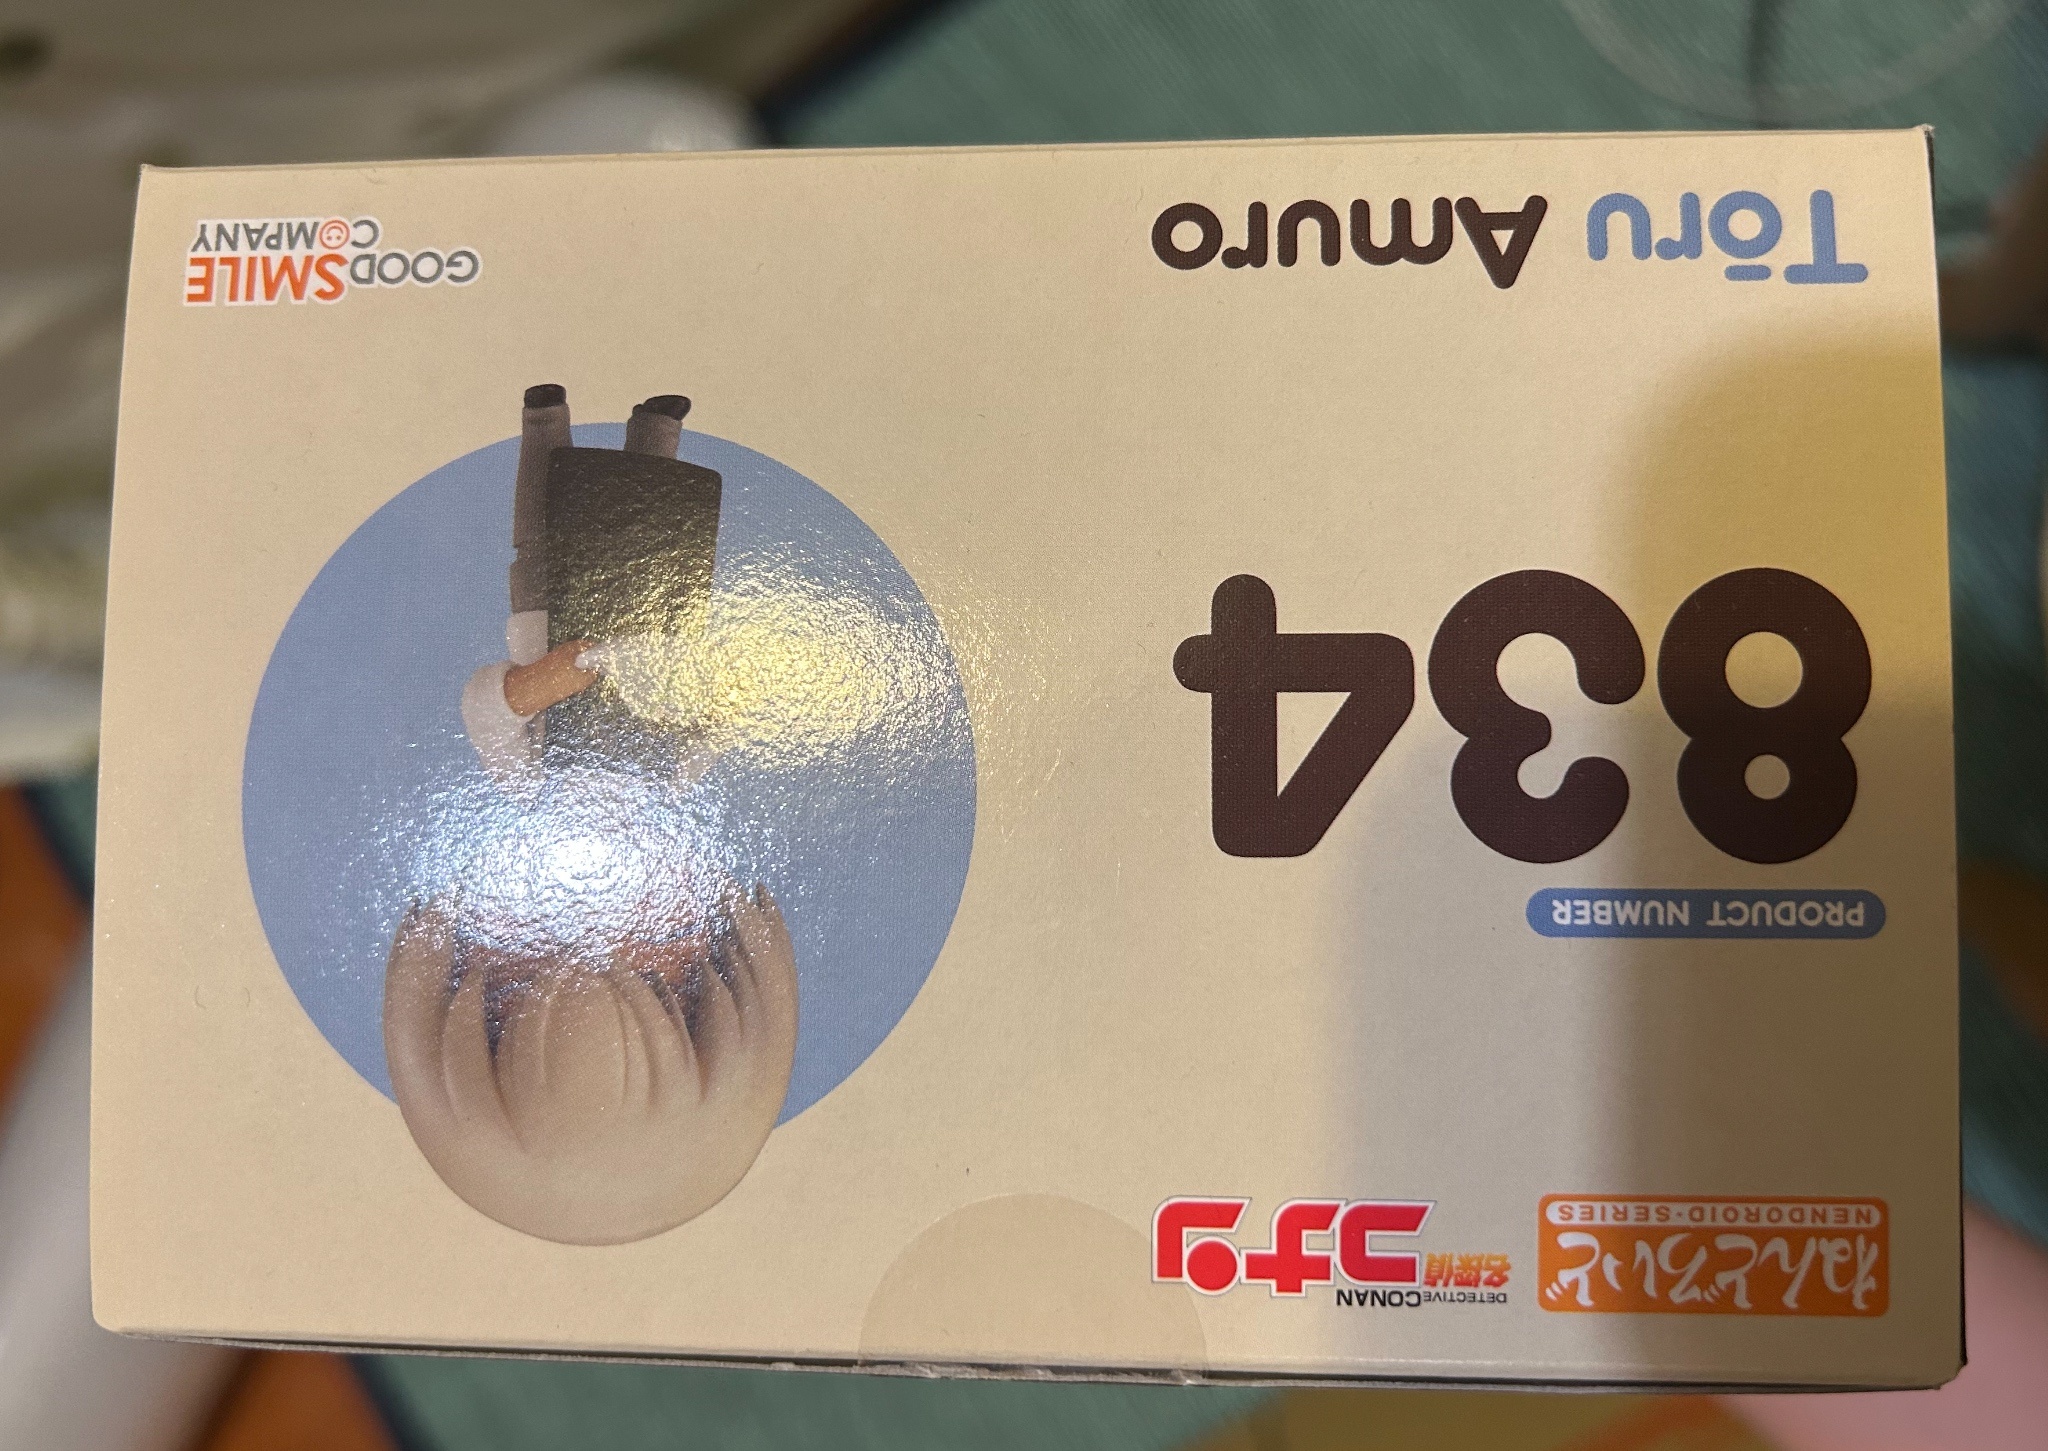 ねんどろいど
NENDOROID-SERIES
DETECTIVE CONAN
名探偵
コナン
PRODUCT NUMBER
834
Tōru Amuro
GOOD SMILE
COMPANY